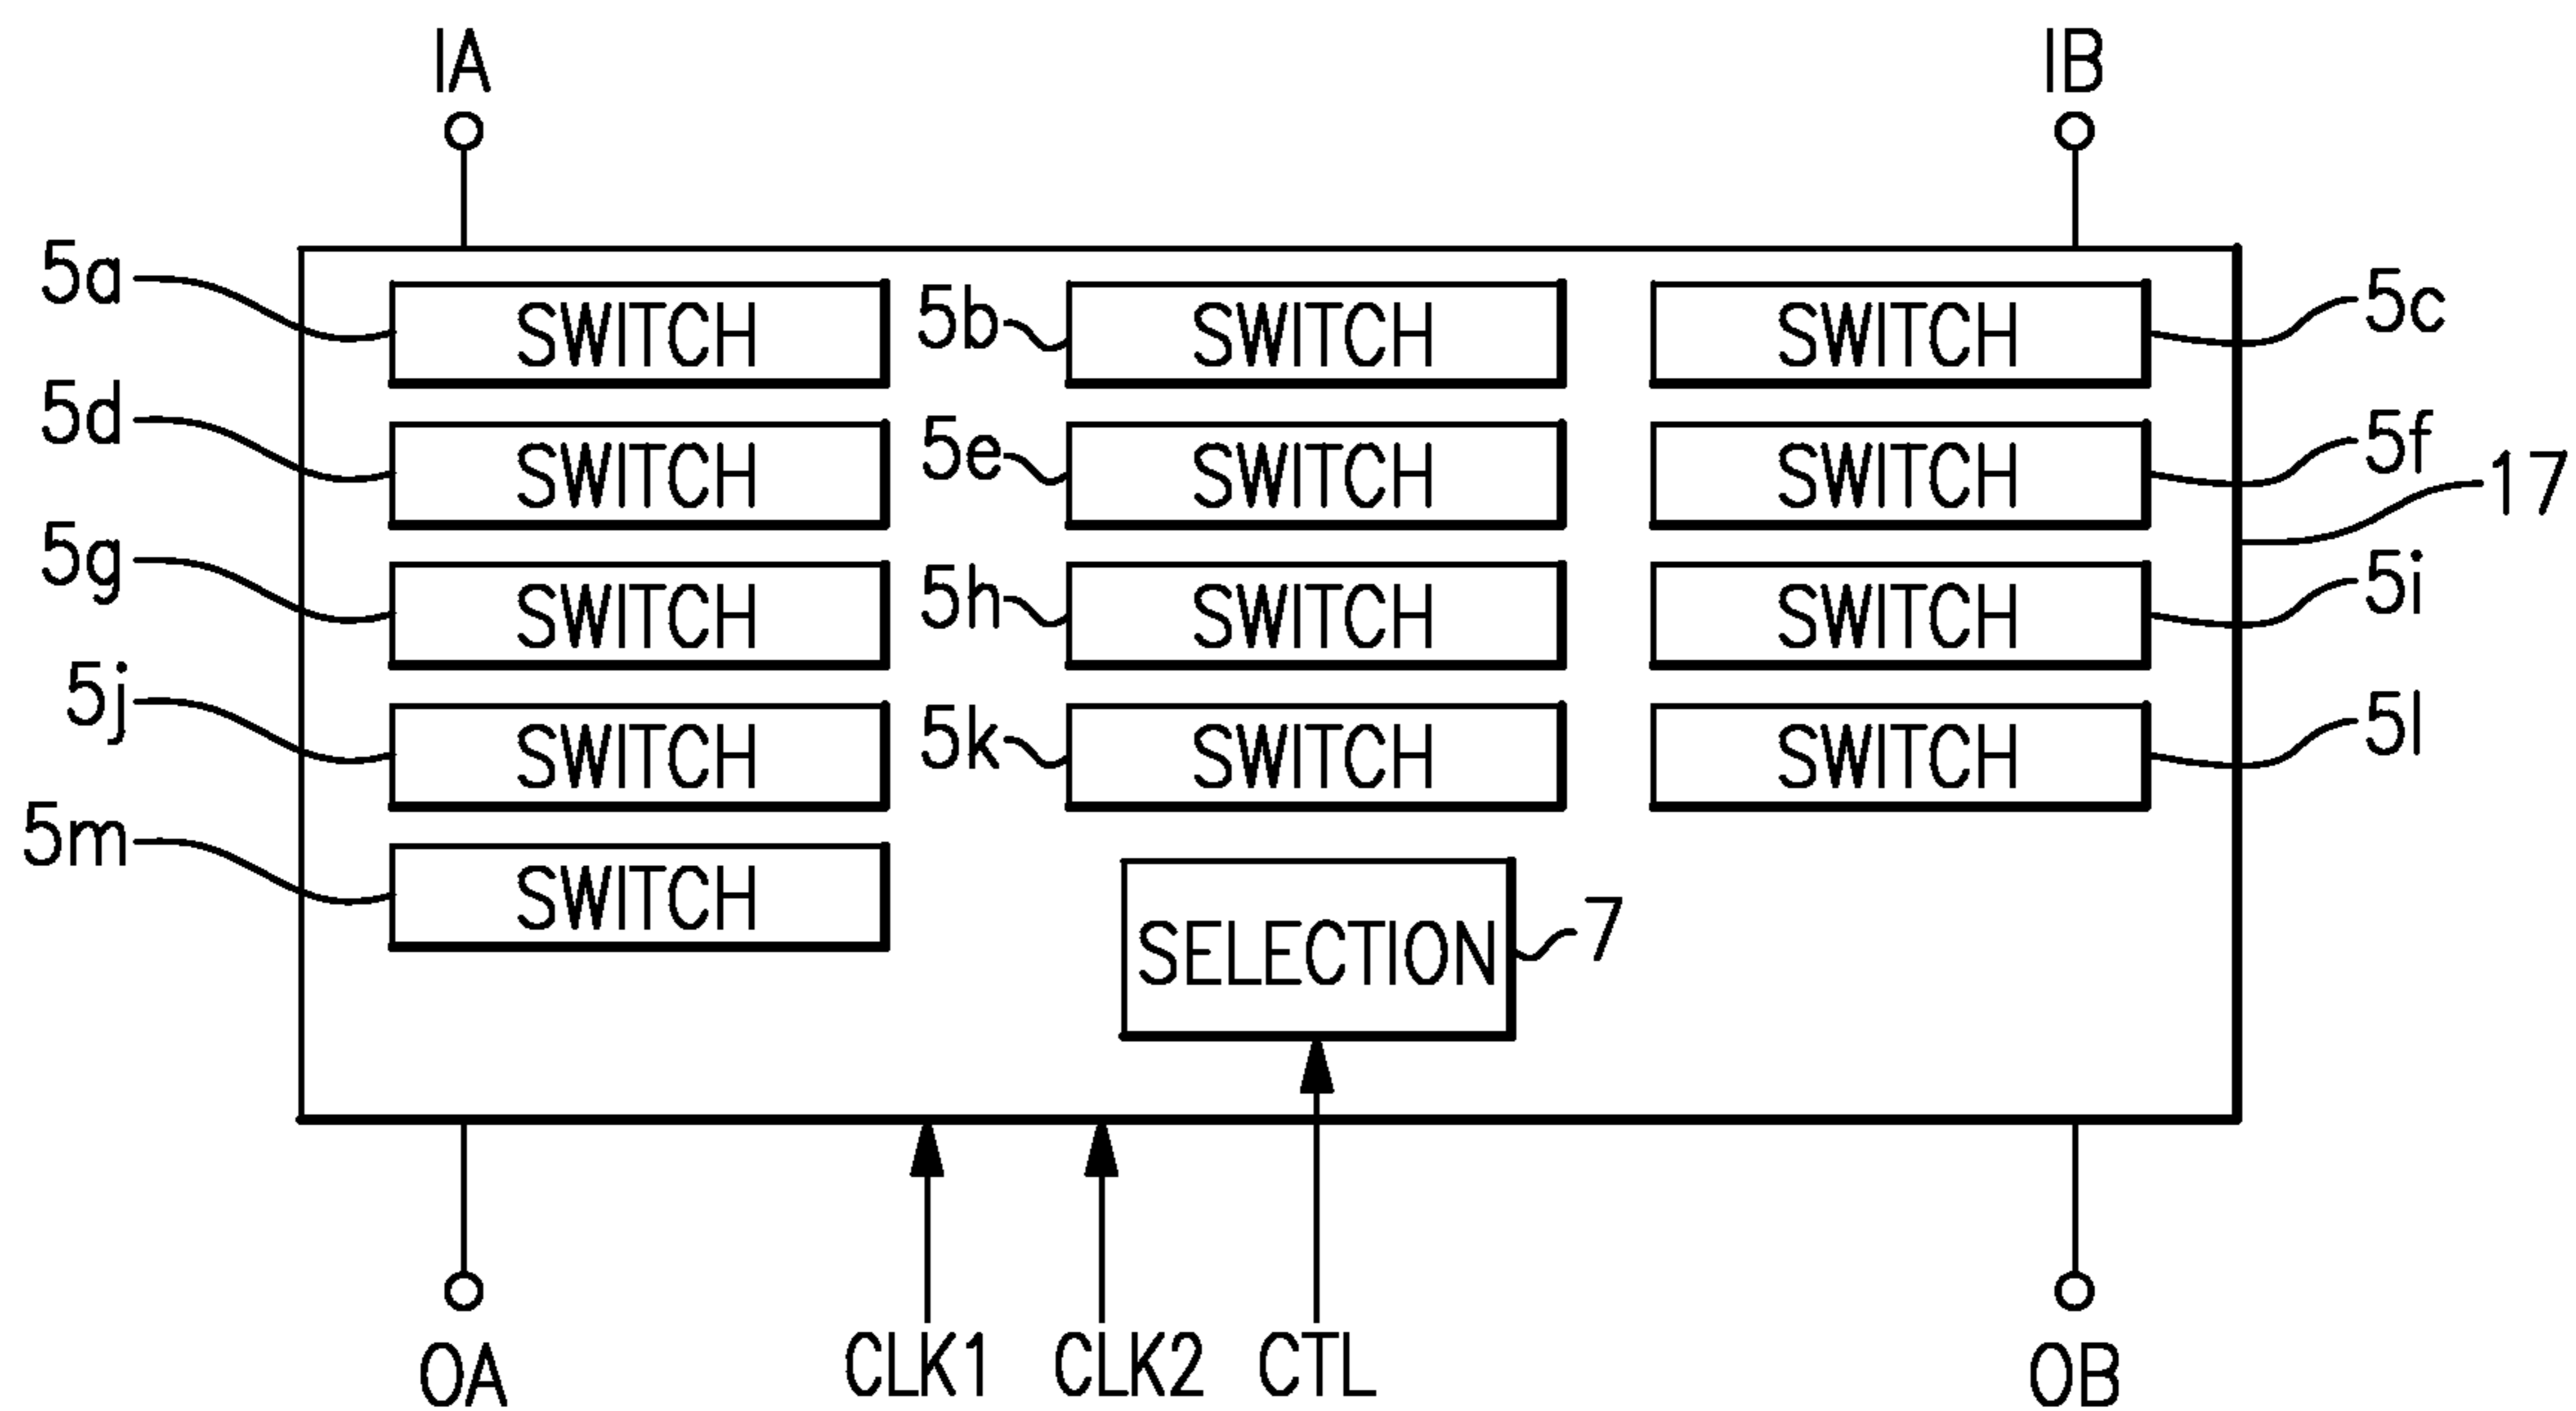 IA IB
5a SWITCH 5b SWITCH SWITCH 5c
5d SWITCH 5e SWITCH SWITCH 5f
17
5g SWITCH 5h SWITCH SWITCH 5i
5j SWITCH 5k SWITCH SWITCH 5l
5m SWITCH
SELECTION 7
OA CLK1 CLK2 CTL OB